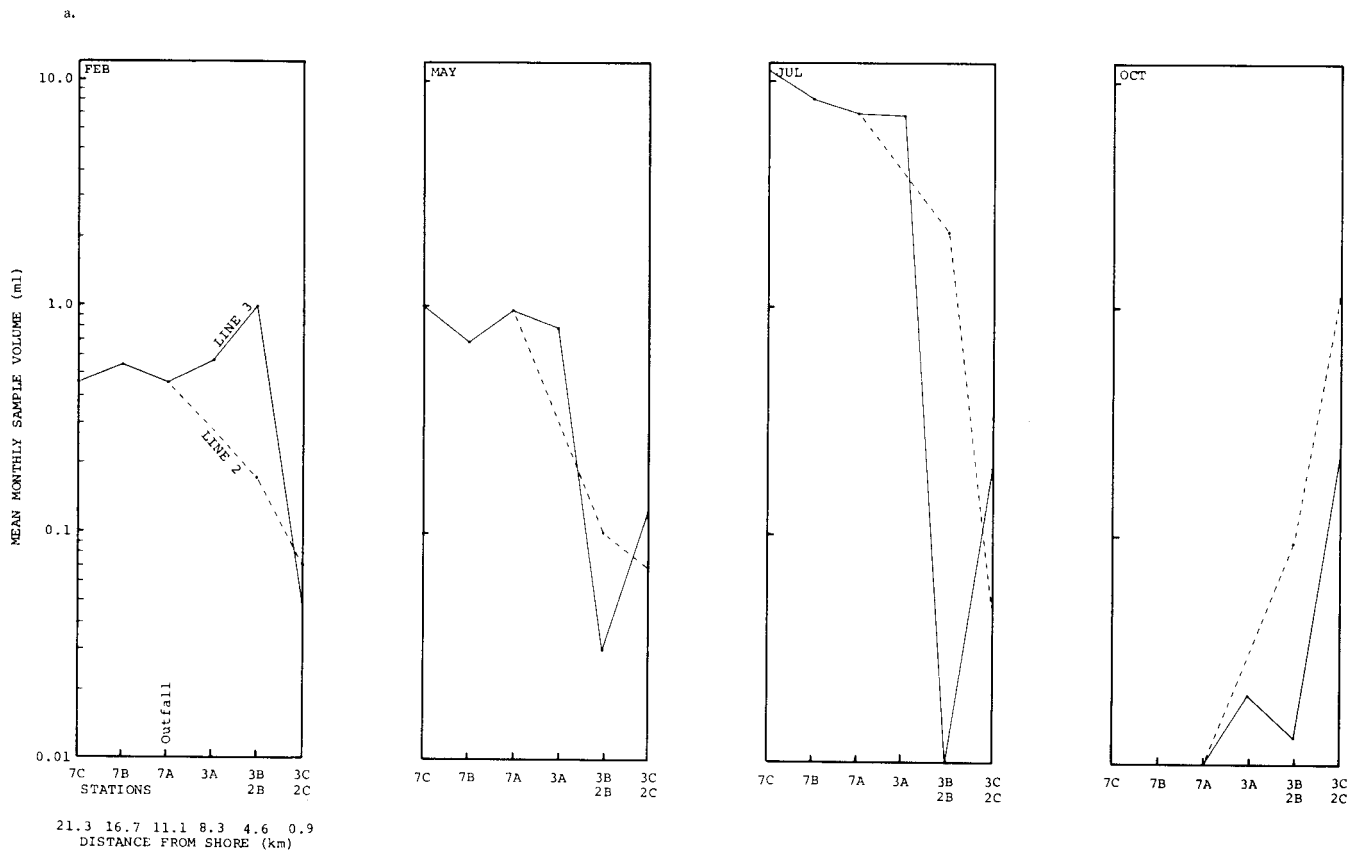 a.
FEB
MAY
JUL
OCT
MEAN MONTHLY SAMPLE VOLUME (ml)
10.0
1.0
0.1
0.01
LINE 3
LINE 2
Outfall
7C 7B 7A 3A 3B 3C
2B 2C
STATIONS
7C 7B 7A 3A 3B 3C
2B 2C
7C 7B 7A 3A 3B 3C
2B 2C
7C 7B 7A 3A 3B 3C
2B 2C
21.3 16.7 11.1 8.3 4.6 0.9
DISTANCE FROM SHORE (km)